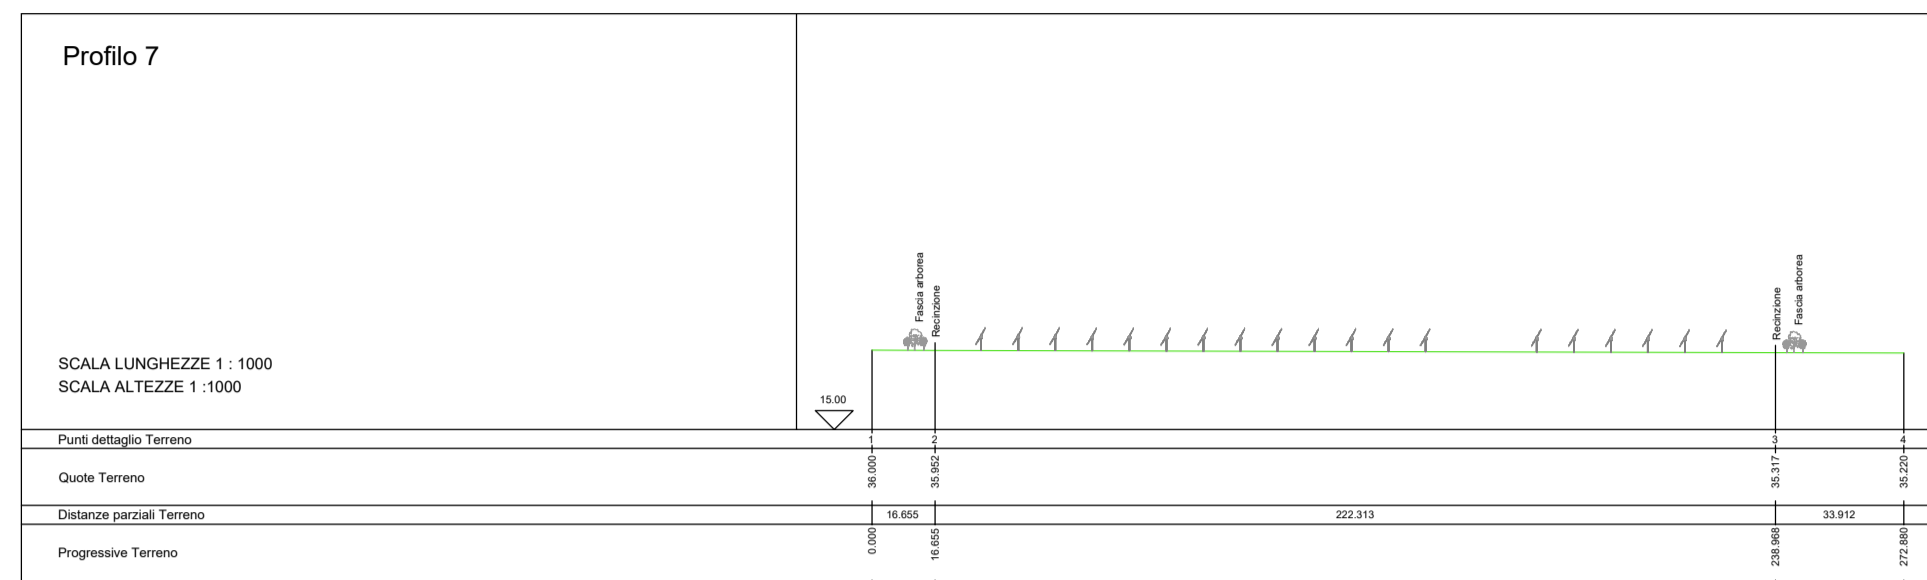 Profilo 7
Fascia arborea
Recinzione
Recinzione
Fascia arborea
SCALA LUNGHEZZE 1 : 1000
SCALA ALTEZZE 1 :1000
15.00
Punti dettaglio Terreno 1 2 3 4
Quote Terreno 36.000 35.952 35.317 35.220
Distanze parziali Terreno 16.655 222.313 33.912
Progressive Terreno 0.000 16.655 238.968 272.880